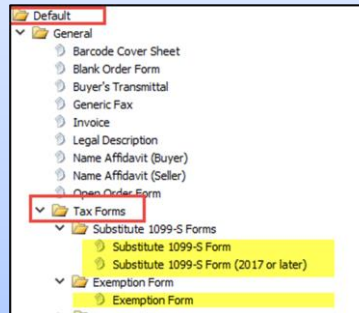 Default
General
Barcode Cover Sheet
Blank Order Form
Buyer's Transmittal
Generic Fax
Invoice
Legal Description
Name Affidavit (Buyer)
Name Affidavit (Seller)
Open Order Form
Tax Forms
Substitute 1099-S Forms
Substitute 1099-S Form
Substitute 1099-S Form (2017 or later)
Exemption Form
Exemption Form